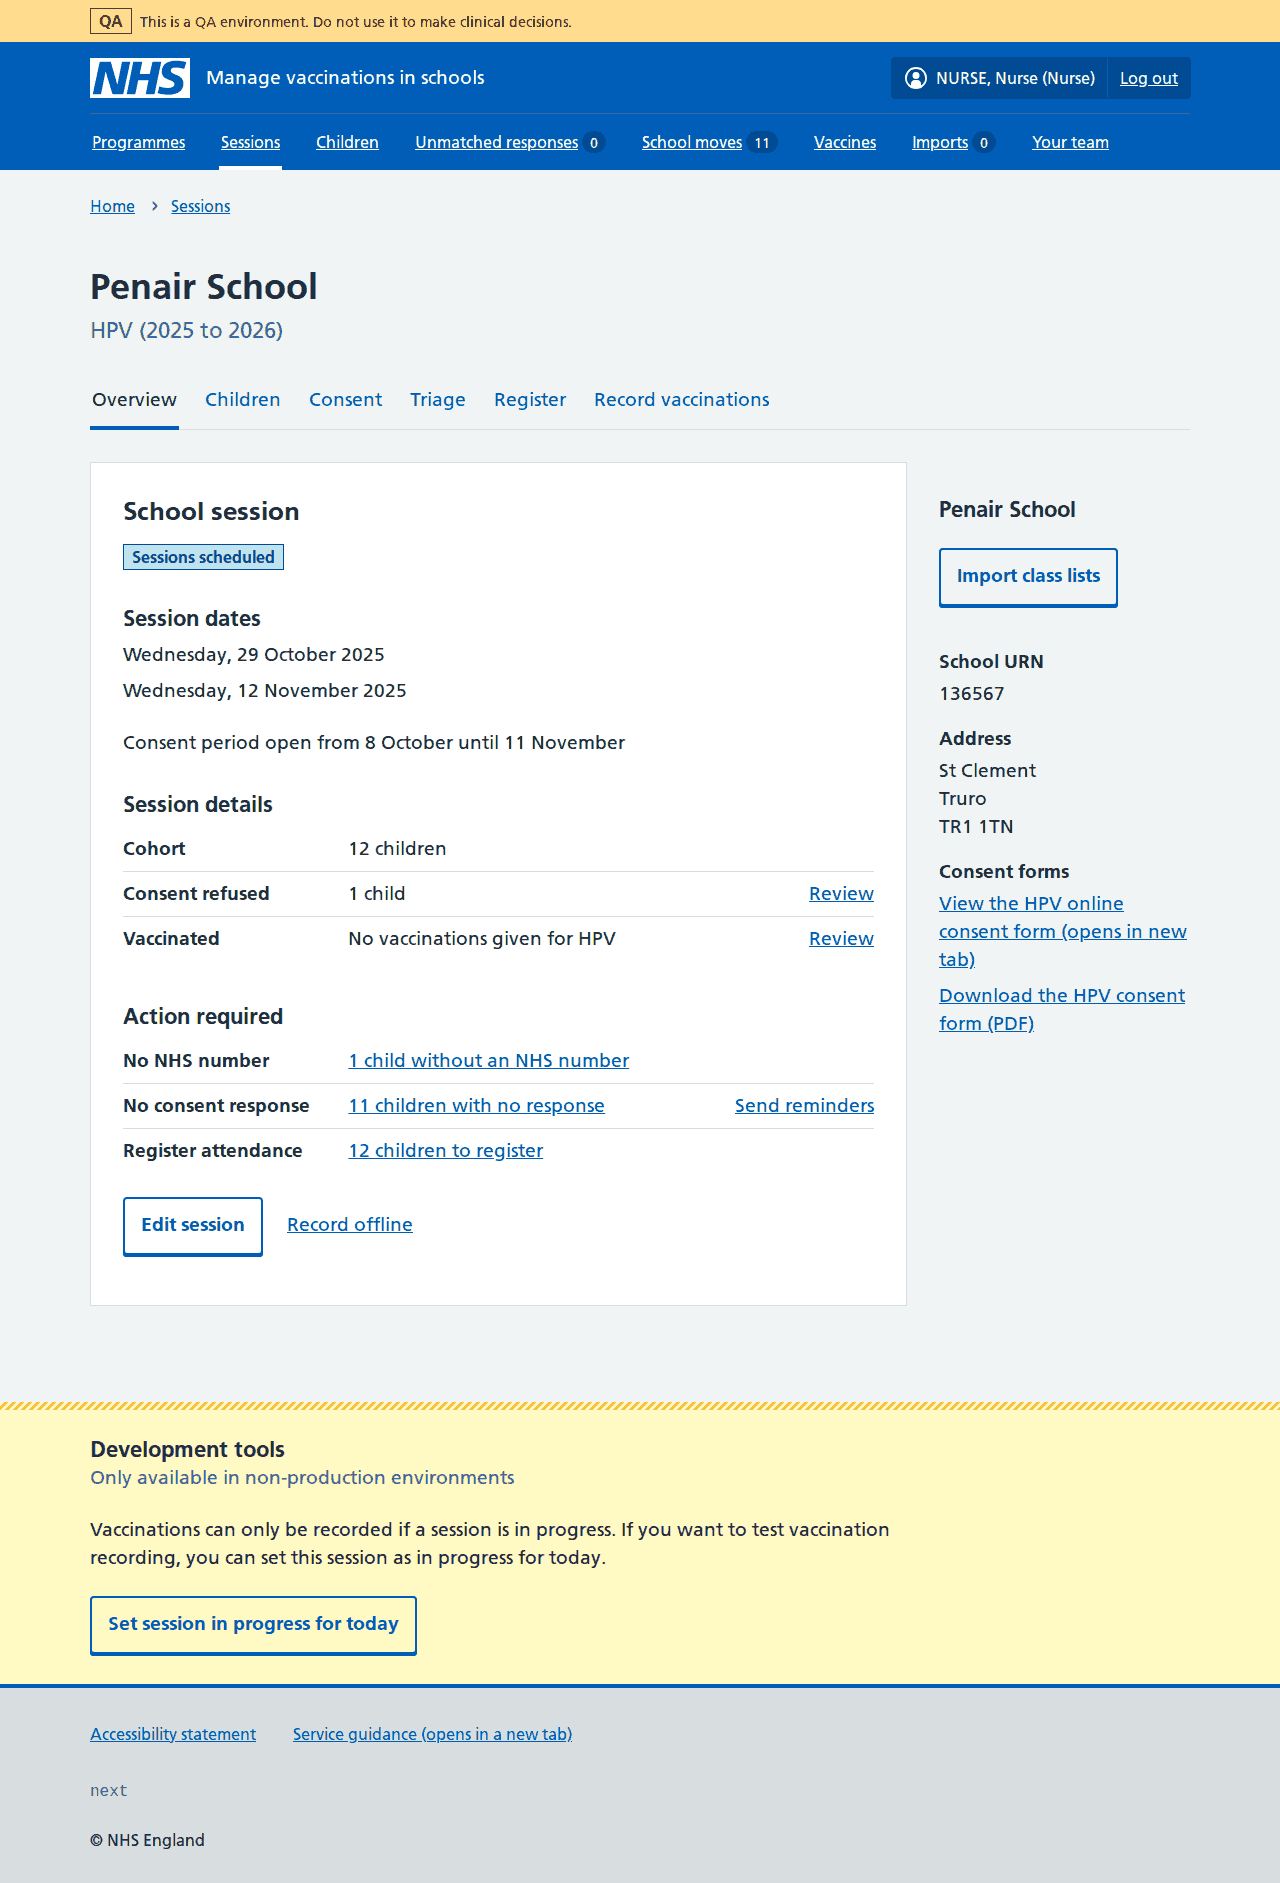 QA This is a QA environment. Do not use it to make clinical decisions.
NHS Manage vaccinations in schools NURSE, Nurse (Nurse) Log out
Programmes Sessions Children Unmatched responses 0 School moves 11 Vaccines Imports 0 Your team
Home Sessions
Penair School
HPV (2025 to 2026)
Overview Children Consent Triage Register Record vaccinations
School session
Sessions scheduled
Session dates
Wednesday, 29 October 2025
Wednesday, 12 November 2025
Consent period open from 8 October until 11 November
Session details
Cohort 12 children
Consent refused 1 child Review
Vaccinated No vaccinations given for HPV Review
Action required
No NHS number 1 child without an NHS number
No consent response 11 children with no response Send reminders
Register attendance 12 children to register
Edit session Record offline
Penair School
Import class lists
School URN
136567
Address
St Clement
Truro
TR1 1TN
Consent forms
View the HPV online
consent form (opens in new
tab)
Download the HPV consent
form (PDF)
Development tools
Only available in non-production environments
Vaccinations can only be recorded if a session is in progress. If you want to test vaccination
recording, you can set this session as in progress for today.
Set session in progress for today
Accessibility statement Service guidance (opens in a new tab)
next
© NHS England